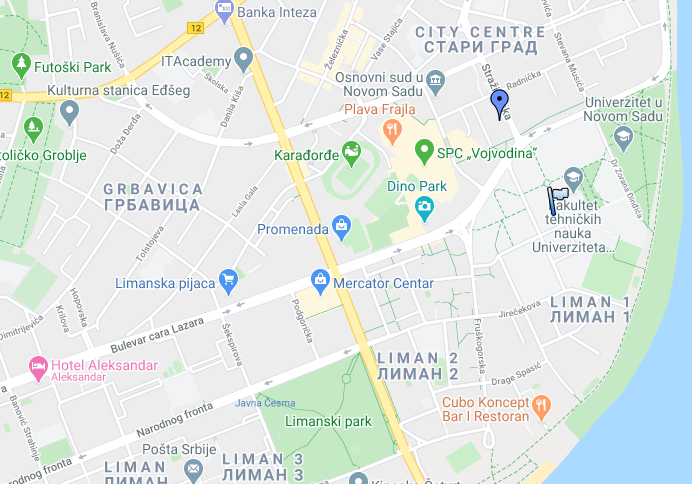 Banka Inteza
12
Branislava Nušića
Železnička
Vase Stajića
CITY CENTRE
СТАРИ ГРАД
Stevana Musića
Futoški Park
ITAcademy
Školska
Stražilovska
Radnička
Osnovni sud u
Novom Sadu
12
Kulturna stanica Eđšeg
Danila Kiša
Plava Frajla
Univerzitet u
Novom Sadu
Doža Đerđa
oličko Groblje
Karađorđe
SPC „Vojvodina“
Dr Zorana Đinđića
GRBAVICA
ГРБАВИЦА
Lasla Gala
Dino Park
Fakultet
tehničkih
nauka
Univerziteta...
Tolstojeva
Promenada
Limanska pijaca
Mercator Centar
Hopovska
Krilova
Dimitrijevića
Šekspirova
Podgorička
Bulevar cara Lazara
LIMAN 1
ЛИМАН 1
Jirečekova
Fruškogorska
Hotel Aleksandar
Aleksandar
LIMAN 2
ЛИМАН 2
Drage Spasić
Cubo Koncept
Bar I Restoran
Javna Česma
Limanski park
Narodnog fronta
Banović Strahinje
Pošta Srbije
arodnog fronta
LIMAN
ЛИМАН
LIMAN 3
ЛИМАН 3